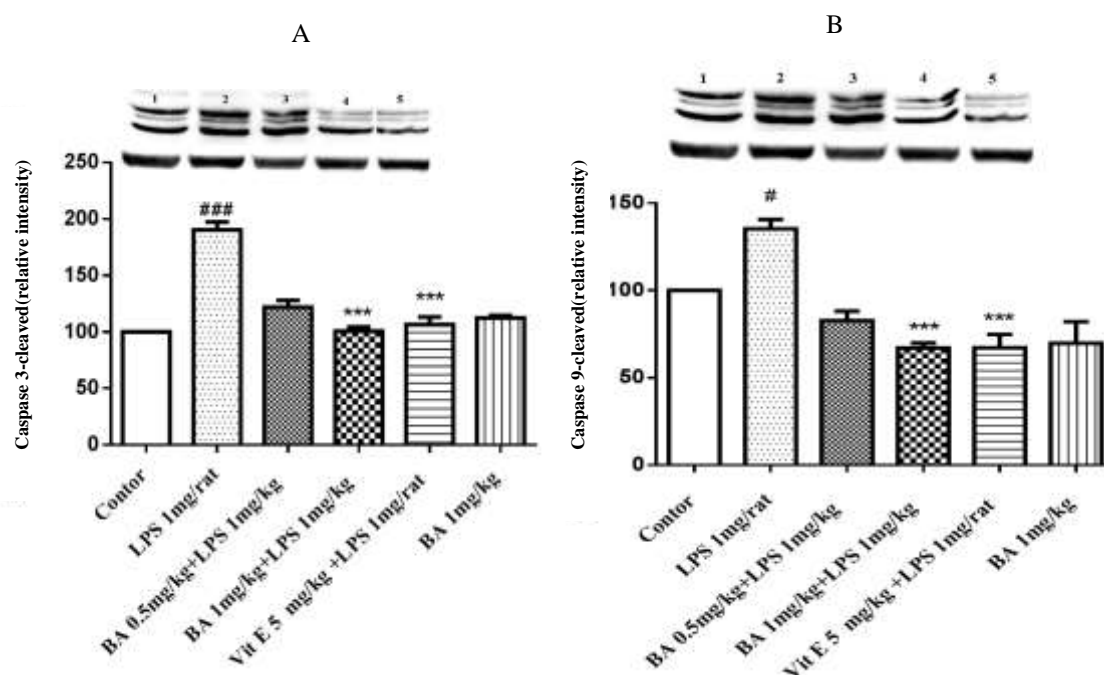 A
1 2 3 4 5
Caspase 3-cleaved(relative intensity)
250
200
150
100
50
0
###
***
***
Contor
LPS 1mg/rat
BA 0.5mg/kg+LPS 1mg/kg
BA 1mg/kg+LPS 1mg/kg
Vit E 5 mg/kg +LPS 1mg/rat
BA 1mg/kg
B
1 2 3 4 5
Caspase 9-cleaved(relative intensity)
150
100
50
0
#
***
***
Contor
LPS 1mg/rat
BA 0.5mg/kg+LPS 1mg/kg
BA 1mg/kg+LPS 1mg/kg
Vit E 5 mg/kg +LPS 1mg/rat
BA 1mg/kg